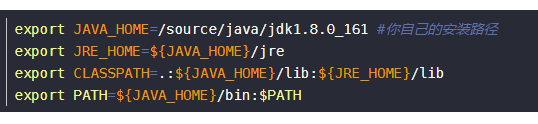 export JAVA_HOME=/source/java/jdk1.8.0_161 #你自己的安装路径
export JRE_HOME=${JAVA_HOME}/jre
export CLASSPATH=.:${JAVA_HOME}/lib:${JRE_HOME}/lib
export PATH=${JAVA_HOME}/bin:$PATH